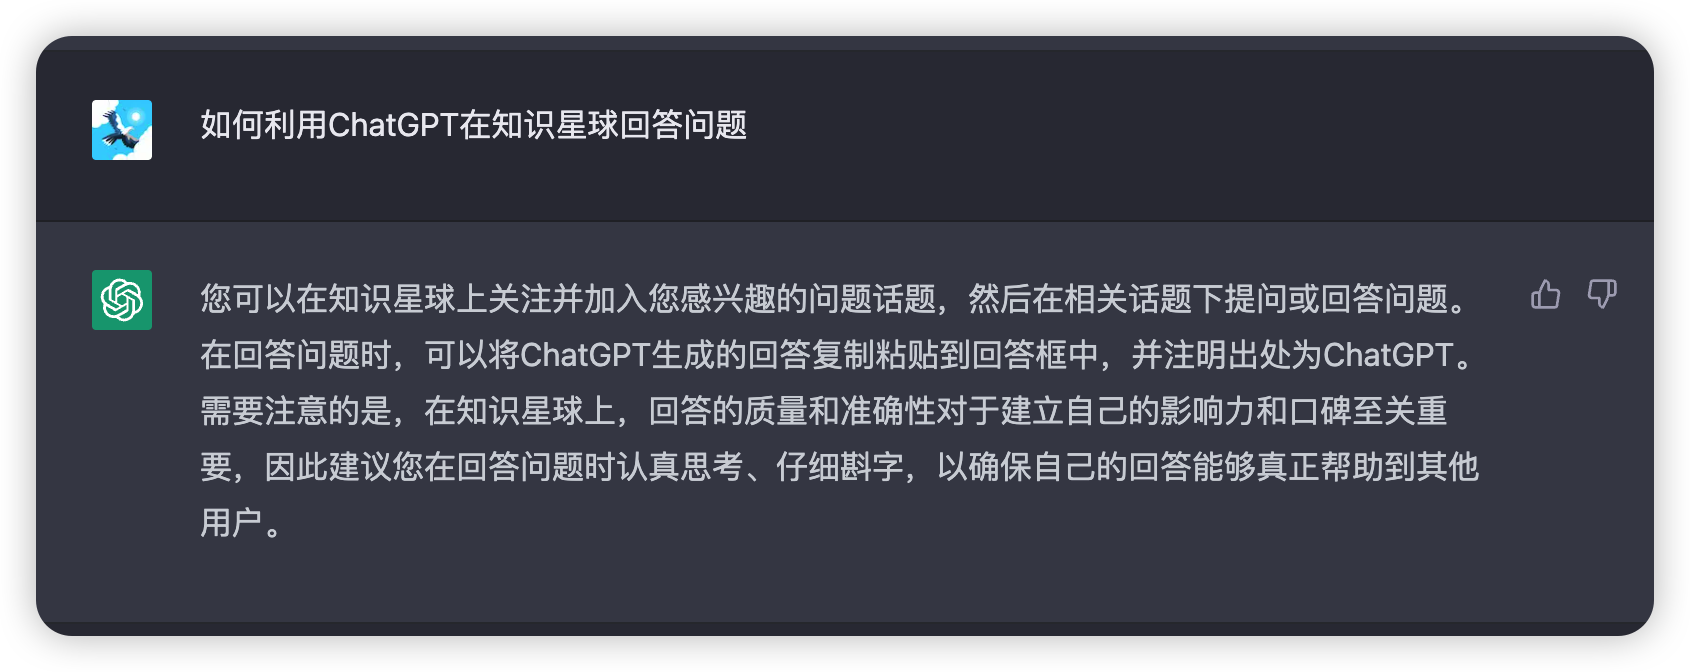 如何利用ChatGPT在知识星球回答问题
您可以在知识星球上关注并加入您感兴趣的问题话题，然后在相关话题下提问或回答问题。
在回答问题时，可以将ChatGPT生成的回答复制粘贴到回答框中，并注明出处为ChatGPT。
需要注意的是，在知识星球上，回答的质量和准确性对于建立自己的影响力和口碑至关重
要，因此建议您在回答问题时认真思考、仔细斟字，以确保自己的回答能够真正帮助到其他
用户。